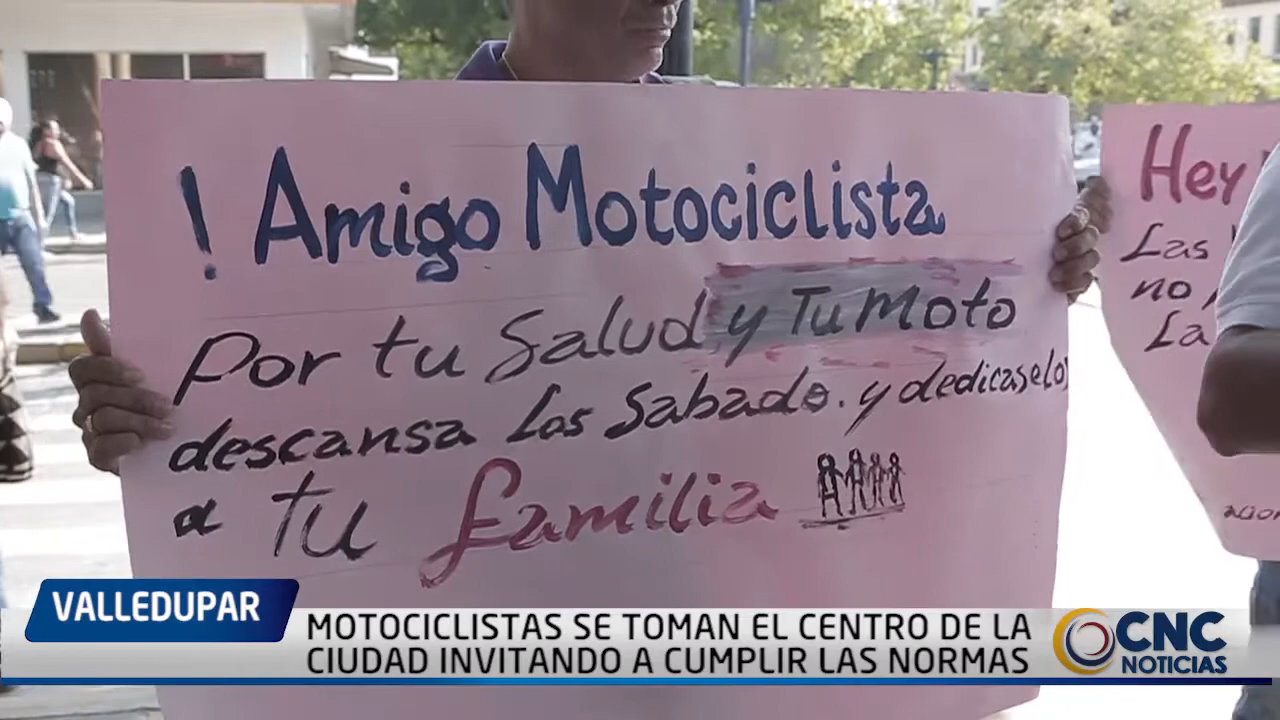 ! Amigo Motociclista
Por tu Salud y Tu Moto
descansa los Sabado. y dedicaselo
a tu familia
Hey
Las
no
La
VALLEDUPAR
MOTOCICLISTAS SE TOMAN EL CENTRO DE LA
CIUDAD INVITANDO A CUMPLIR LAS NORMAS
CNC
NOTICIAS